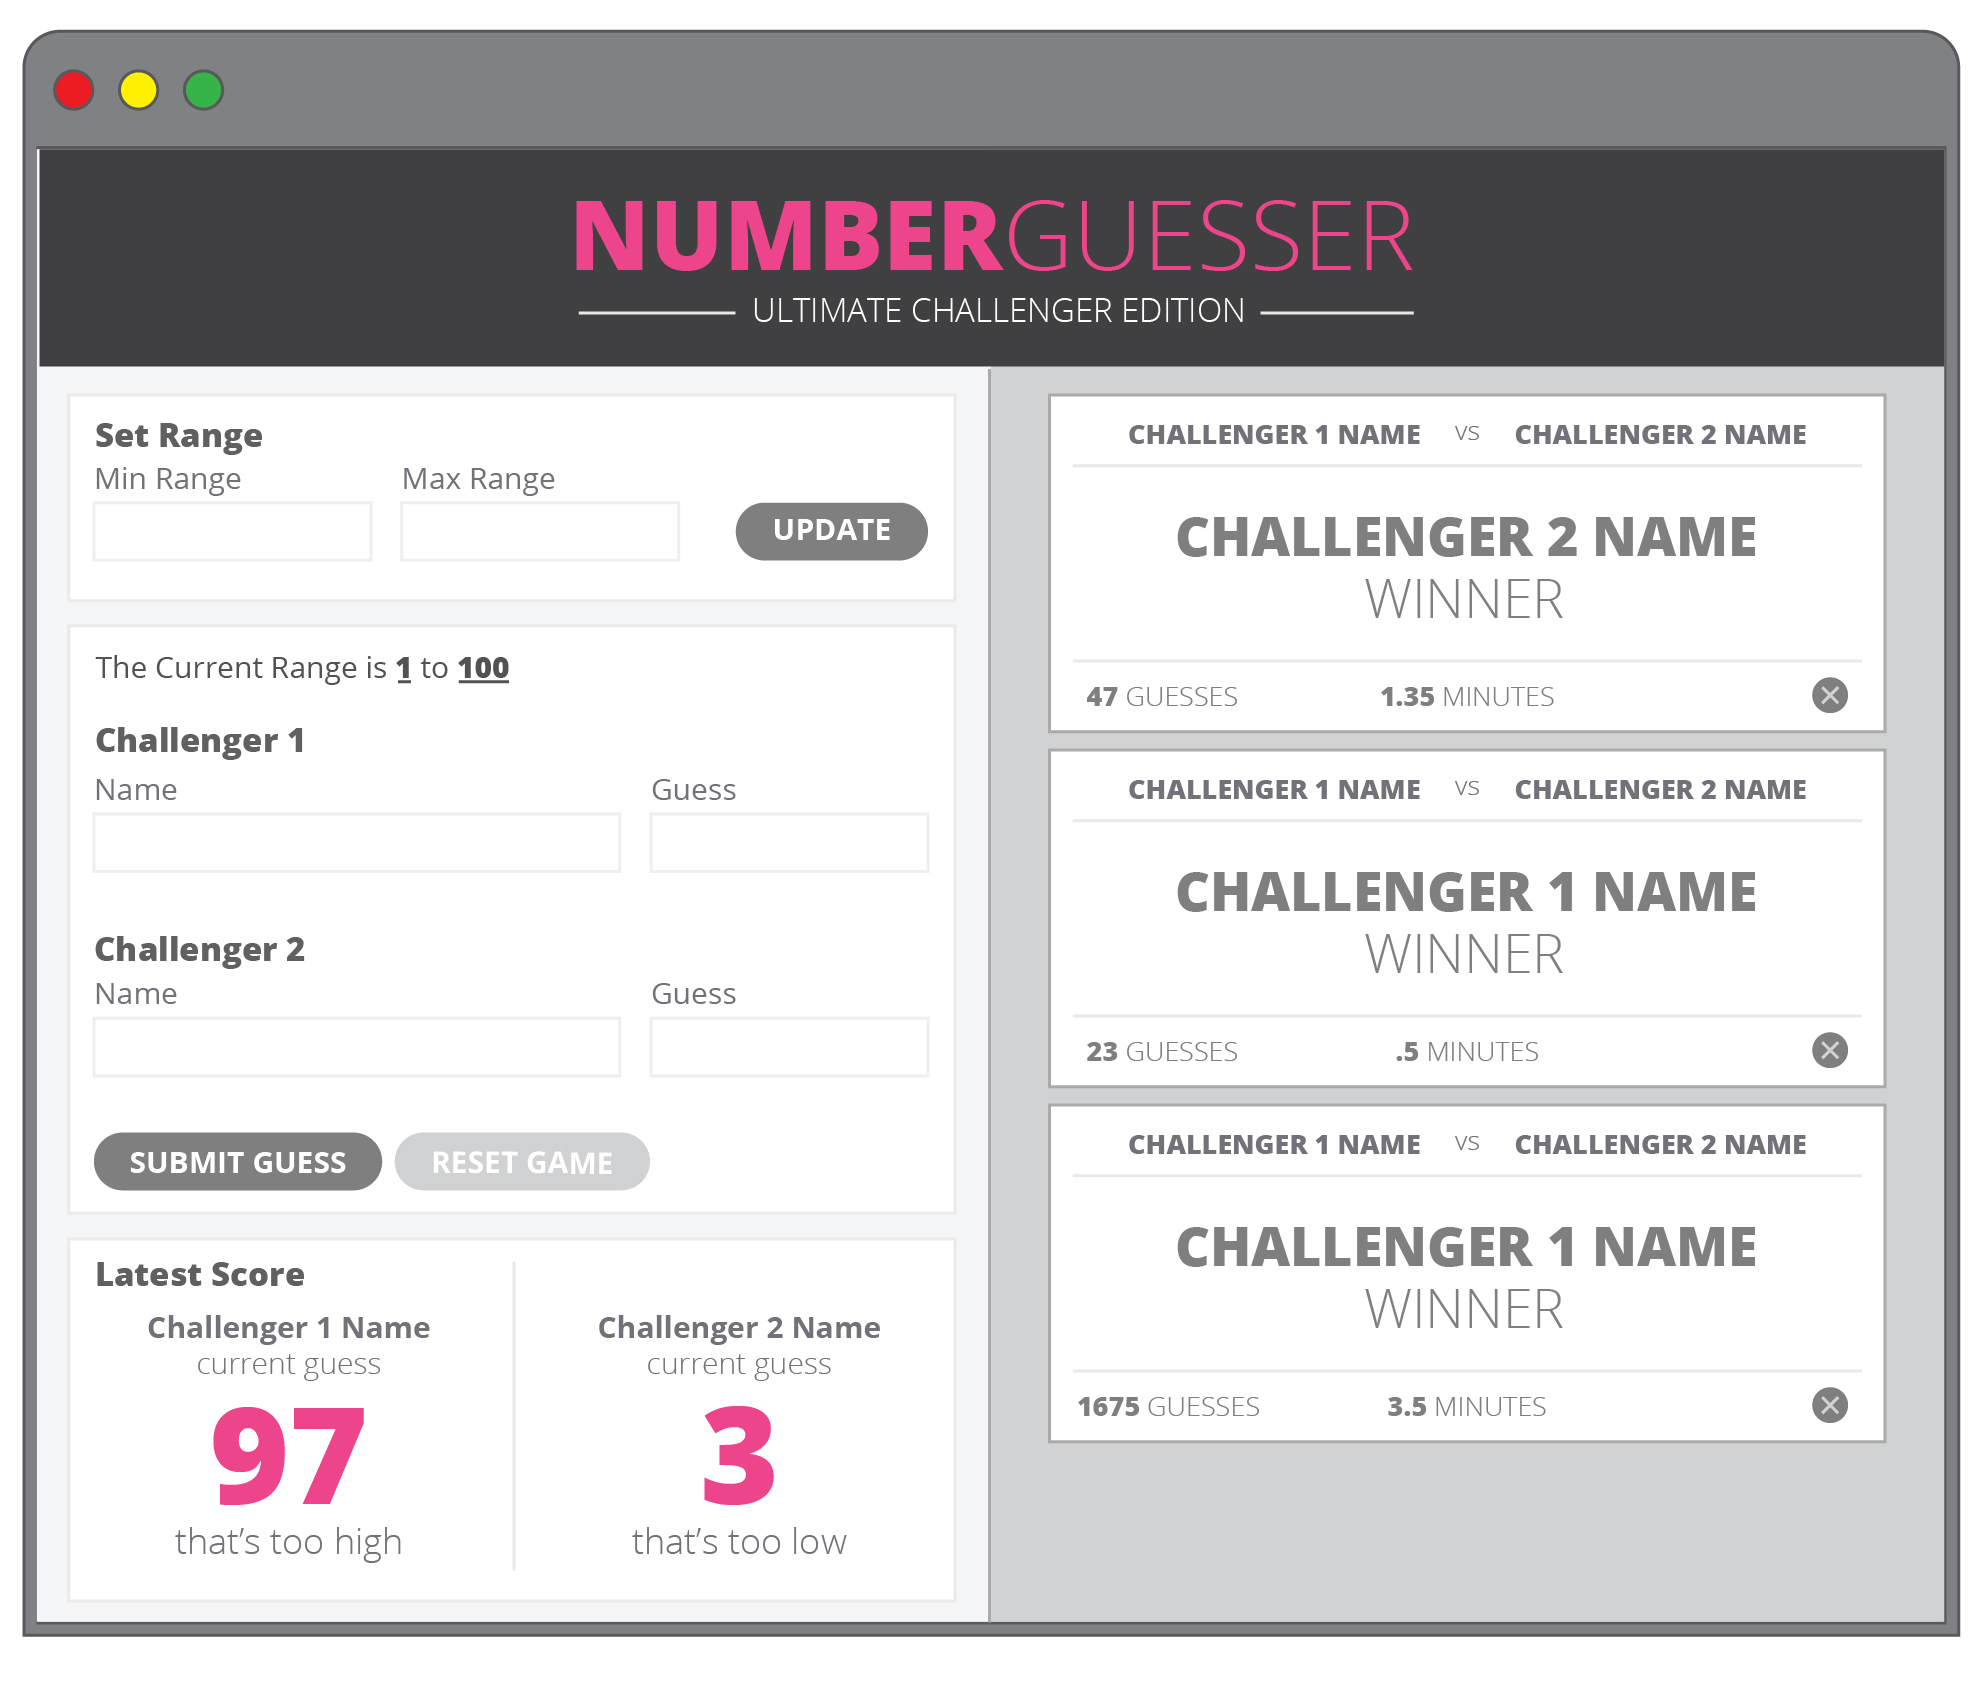 NUMBERGUESSER
ULTIMATE CHALLENGER EDITION
Set Range
Min Range Max Range
UPDATE
The Current Range is 1 to 100
Challenger 1
Name Guess
Challenger 2
Name Guess
SUBMIT GUESS RESET GAME
Latest Score
Challenger 1 Name
current guess
97
that’s too high
Challenger 2 Name
current guess
3
that’s too low
CHALLENGER 1 NAME VS CHALLENGER 2 NAME
CHALLENGER 2 NAME
WINNER
47 GUESSES 1.35 MINUTES
CHALLENGER 1 NAME VS CHALLENGER 2 NAME
CHALLENGER 1 NAME
WINNER
23 GUESSES .5 MINUTES
CHALLENGER 1 NAME VS CHALLENGER 2 NAME
CHALLENGER 1 NAME
WINNER
1675 GUESSES 3.5 MINUTES